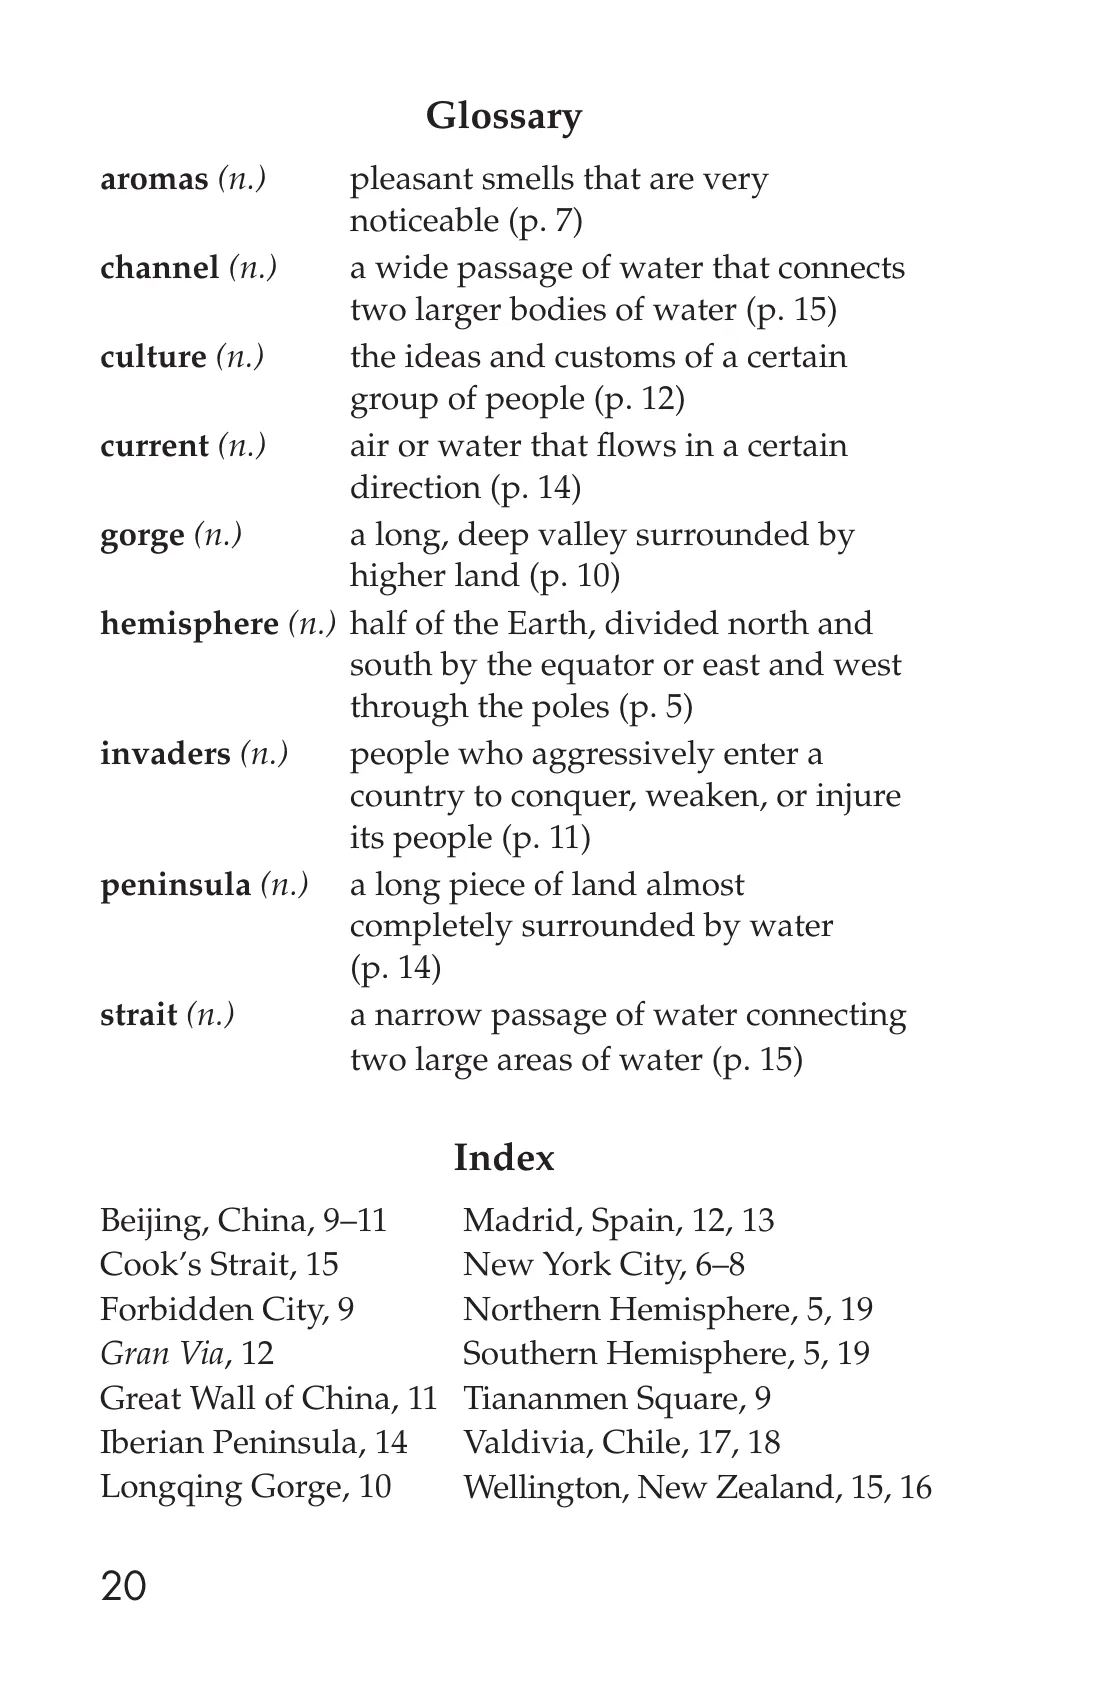 Glossary
aromas (n.) pleasant smells that are very
noticeable (p. 7)
channel (n.) a wide passage of water that connects
two larger bodies of water (p. 15)
culture (n.) the ideas and customs of a certain
group of people (p. 12)
current (n.) air or water that flows in a certain
direction (p. 14)
gorge (n.) a long, deep valley surrounded by
higher land (p. 10)
hemisphere (n.) half of the Earth, divided north and
south by the equator or east and west
through the poles (p. 5)
invaders (n.) people who aggressively enter a
country to conquer, weaken, or injure
its people (p. 11)
peninsula (n.) a long piece of land almost
completely surrounded by water
(p. 14)
strait (n.) a narrow passage of water connecting
two large areas of water (p. 15)
Index
Beijing, China, 9–11
Cook’s Strait, 15
Forbidden City, 9
Gran Via, 12
Great Wall of China, 11
Iberian Peninsula, 14
Longqing Gorge, 10
Madrid, Spain, 12, 13
New York City, 6–8
Northern Hemisphere, 5, 19
Southern Hemisphere, 5, 19
Tiananmen Square, 9
Valdivia, Chile, 17, 18
Wellington, New Zealand, 15, 16
20